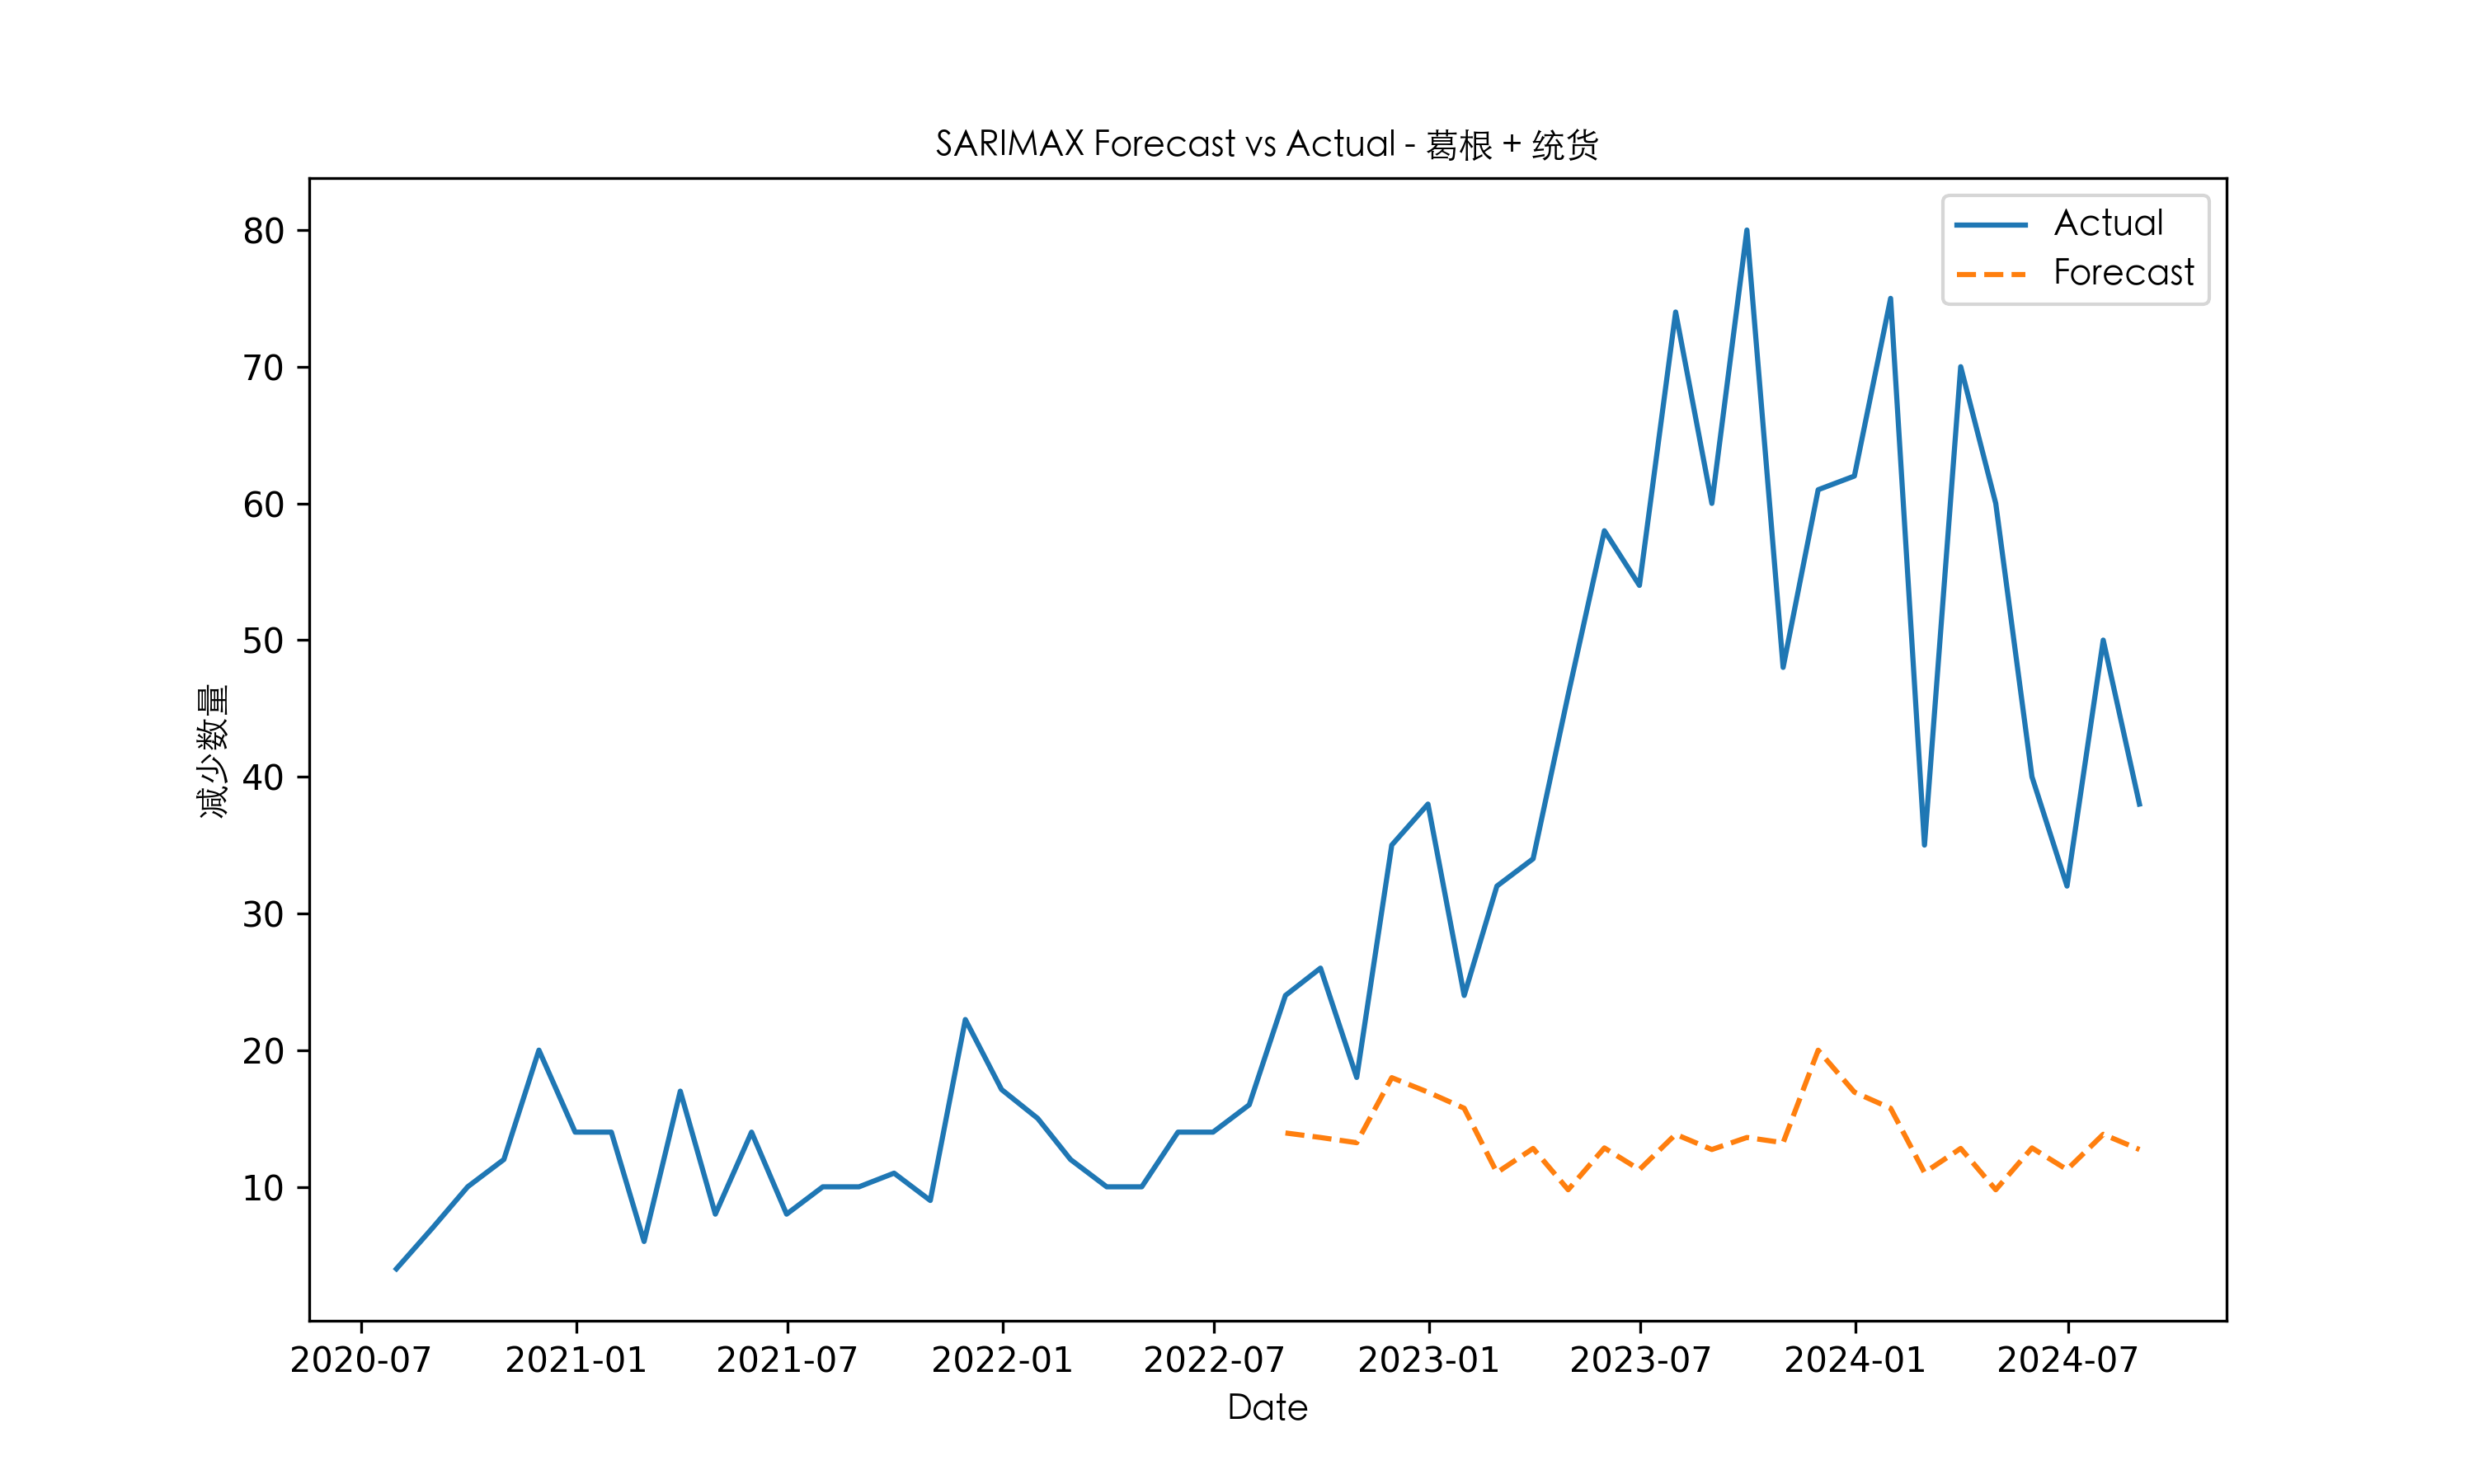 SARIMAX Forecast vs Actual - 葛根 + 统货
Actual
Forecast
80
70
60
50
40
30
20
10
减少数量
2020-07 2021-01 2021-07 2022-01 2022-07 2023-01 2023-07 2024-01 2024-07
Date